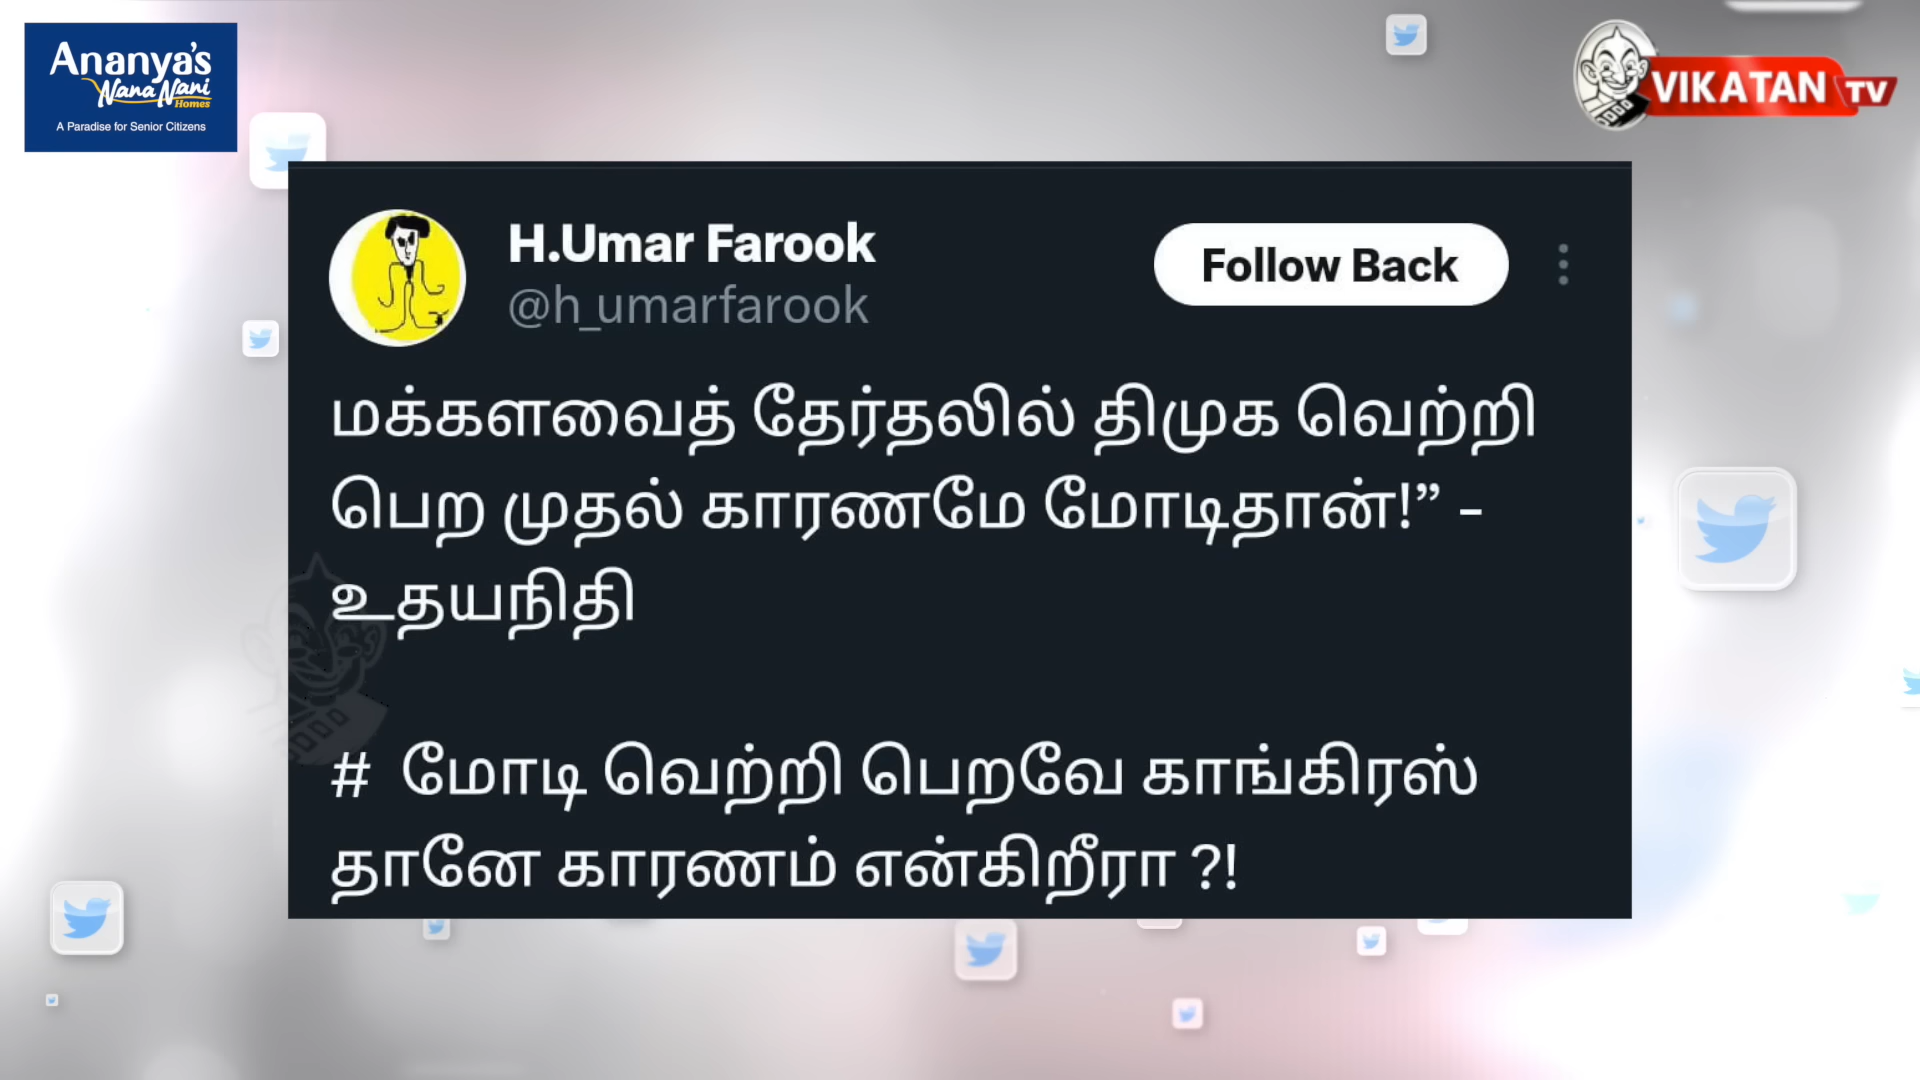 Ananya's
Nana Nani
Homes
A Paradise for Senior Citizens
VIKATAN TV
H.Umar Farook
@h_umarfarook
Follow Back
மக்களவைத் தேர்தலில் திமுக வெற்றி
பெற முதல் காரணமே மோடிதான்!” -
உதயநிதி
# மோடி வெற்றி பெறவே காங்கிரஸ்
தானே காரணம் என்கிறீரா ?!